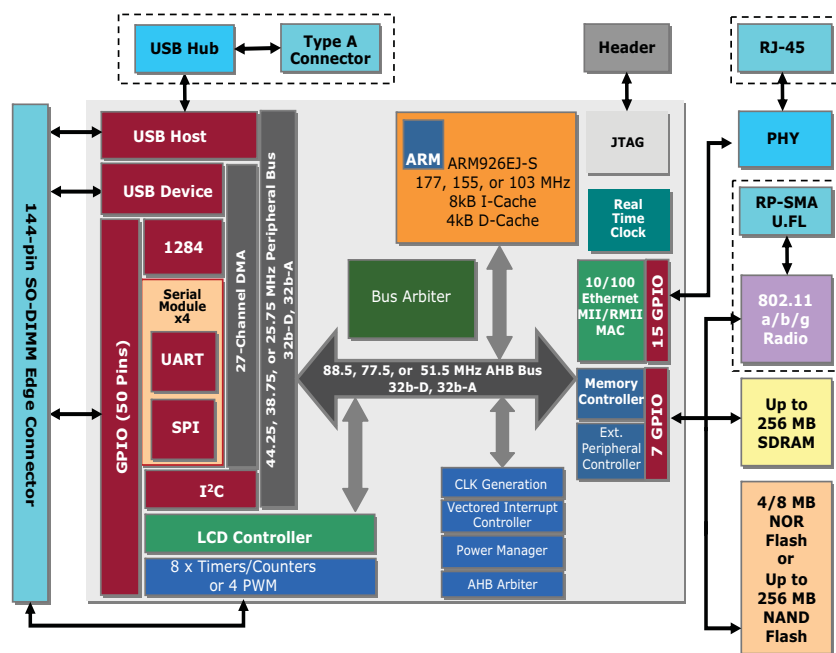 USB Hub
Type A
Connector
Header
RJ-45
144-pin SO-DIMM Edge Connector
USB Host
USB Device
GPIO (50 Pins)
1284
Serial
Module
x4
UART
SPI
I²C
27-Channel DMA
44.25, 38.75, or 25.75 MHz Peripheral Bus
32b-D, 32b-A
LCD Controller
8 x Timers/Counters
or 4 PWM
ARM
ARM926EJ-S
177, 155, or 103 MHz
8kB I-Cache
4kB D-Cache
Bus Arbiter
88.5, 77.5, or 51.5 MHz AHB Bus
32b-D, 32b-A
CLK Generation
Vectored Interrupt
Controller
Power Manager
AHB Arbiter
JTAG
Real
Time
Clock
10/100
Ethernet
MII/RMII
MAC
15 GPIO
Memory
Controller
Ext.
Peripheral
Controller
7 GPIO
PHY
RP-SMA
U.FL
802.11
a/b/g
Radio
Up to
256 MB
SDRAM
4/8 MB
NOR
Flash
or
Up to
256 MB
NAND
Flash